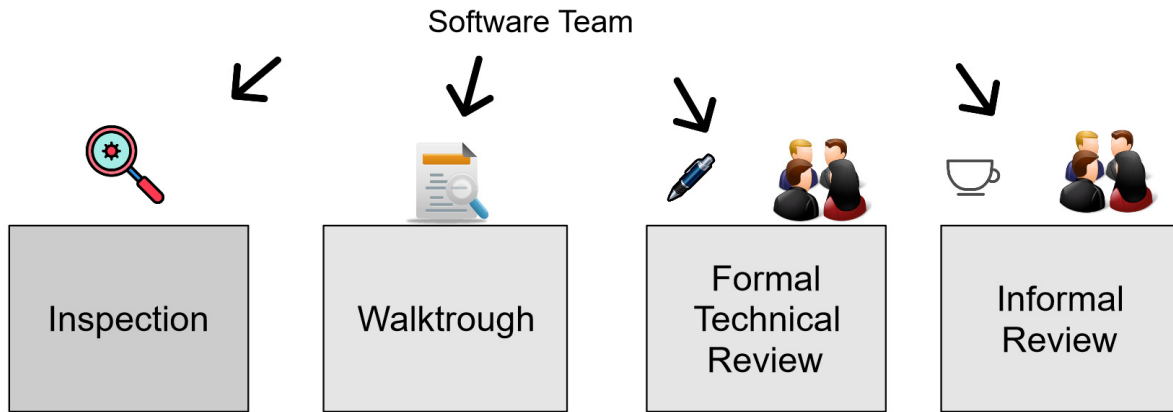 Software Team
Inspection
Walktrough
Formal
Technical
Review
Informal
Review